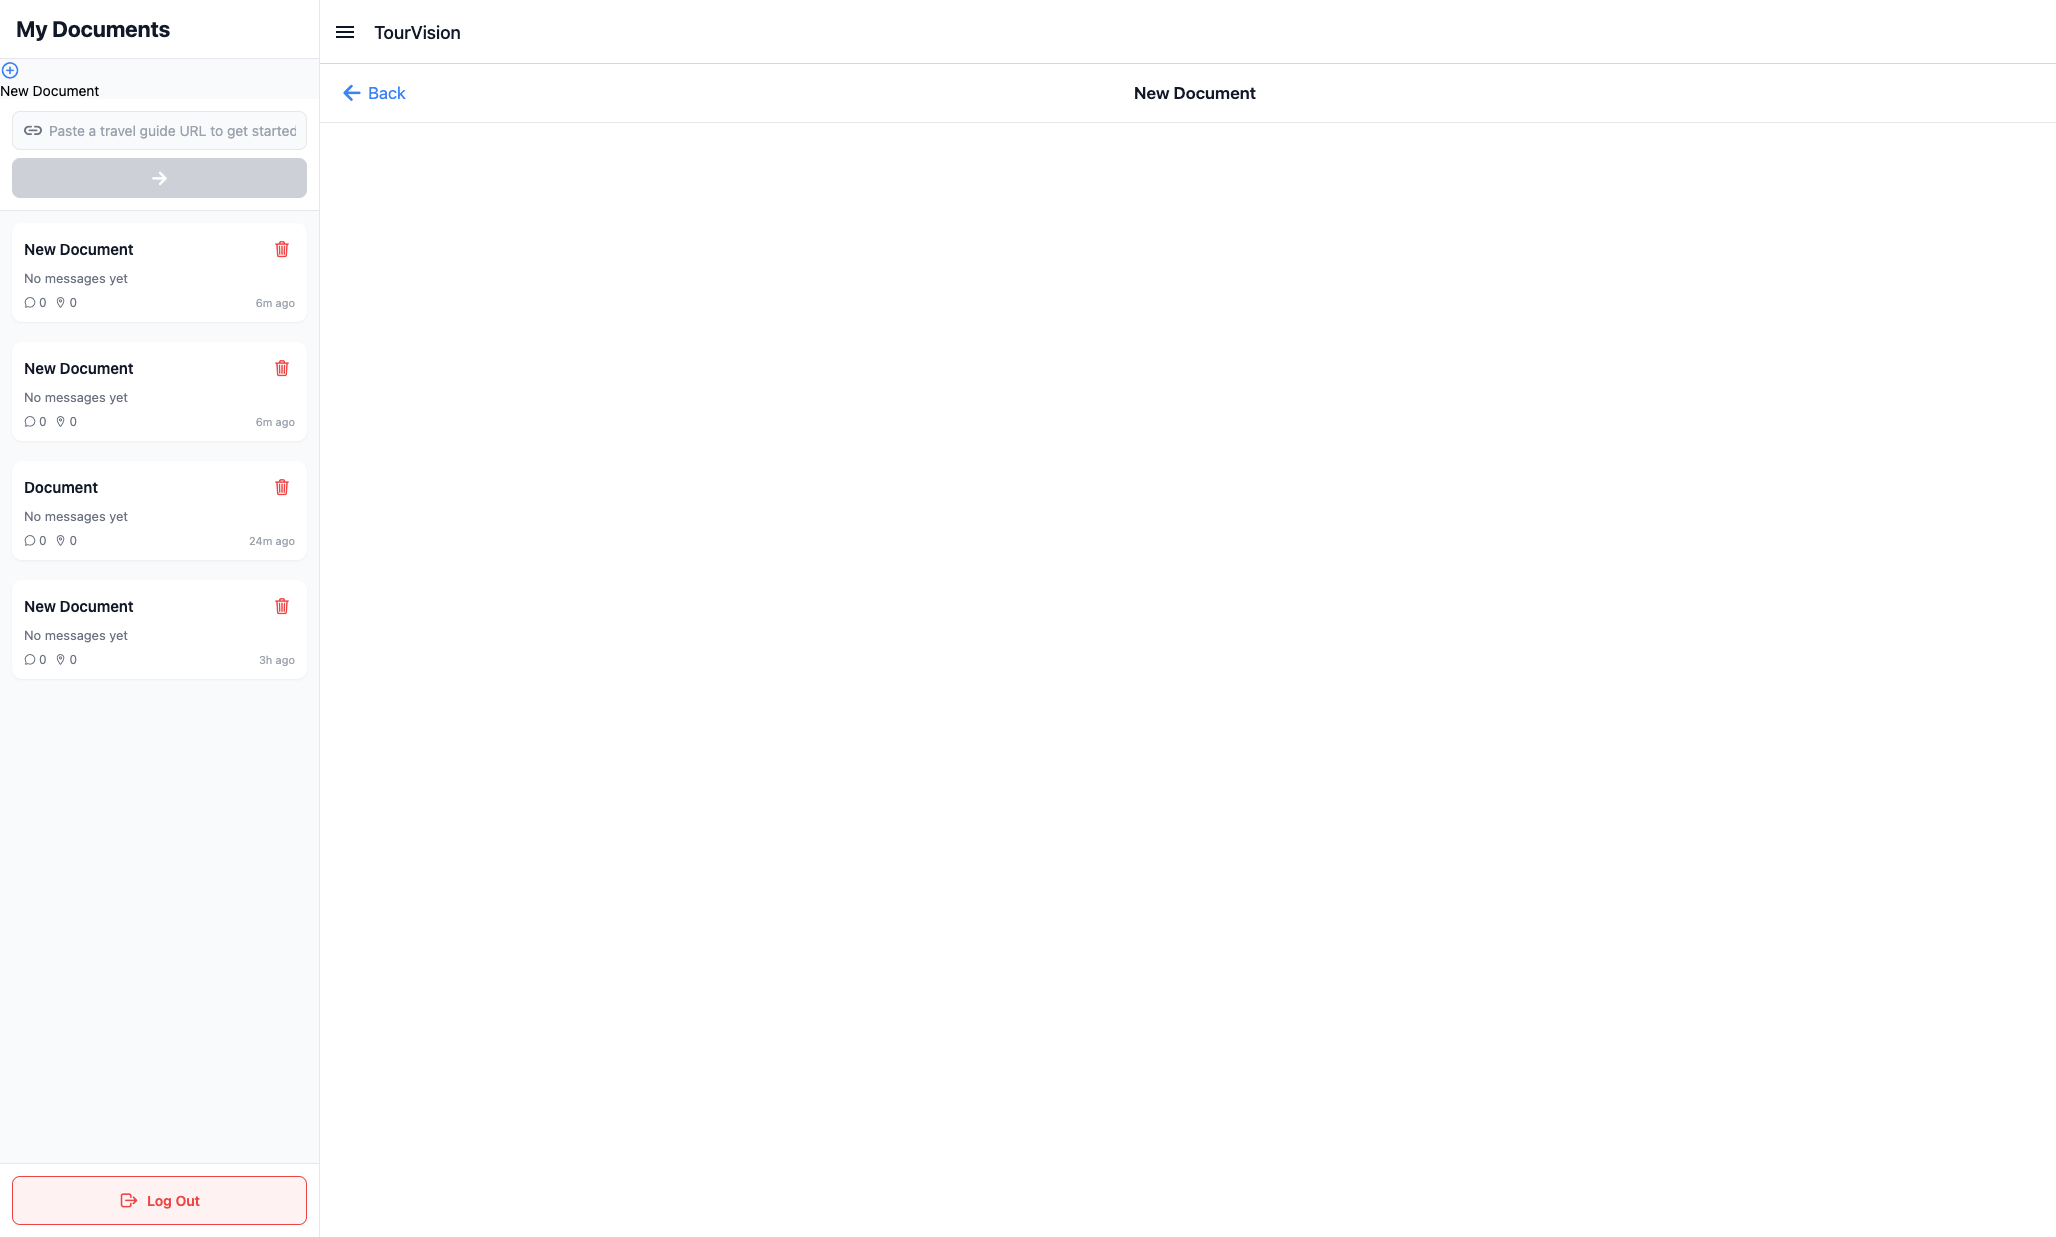 My Documents
New Document
Paste a travel guide URL to get started
New Document
No messages yet
0 0 6m ago
New Document
No messages yet
0 0 6m ago
Document
No messages yet
0 0 24m ago
New Document
No messages yet
0 0 3h ago
Log Out
TourVision
Back
New Document